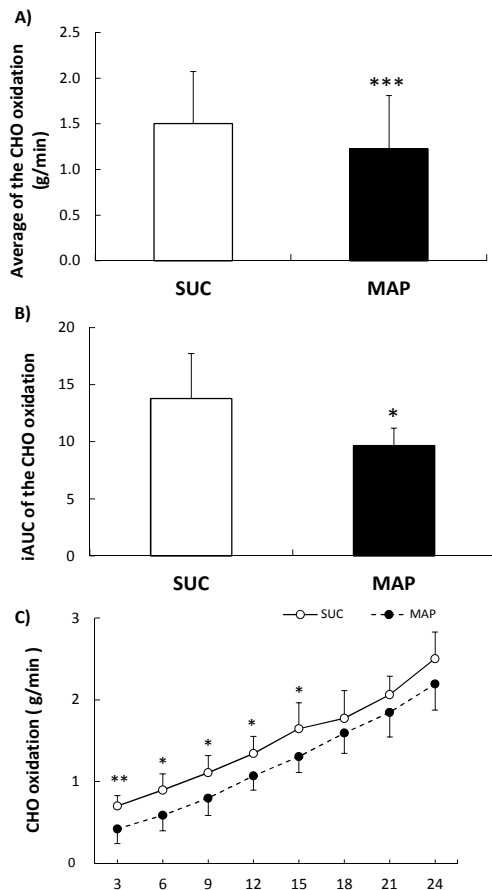 A)
Average of the CHO oxidation
(g/min)
2.5
2.0
1.5
1.0
0.5
0.0
***
SUC MAP
B)
iAUC of the CHO oxidation
20
15
10
5
0
*
SUC MAP
C)
SUC MAP
CHO oxidation ( g/min)
3
2
1
0
** * * * *
3 6 9 12 15 18 21 24